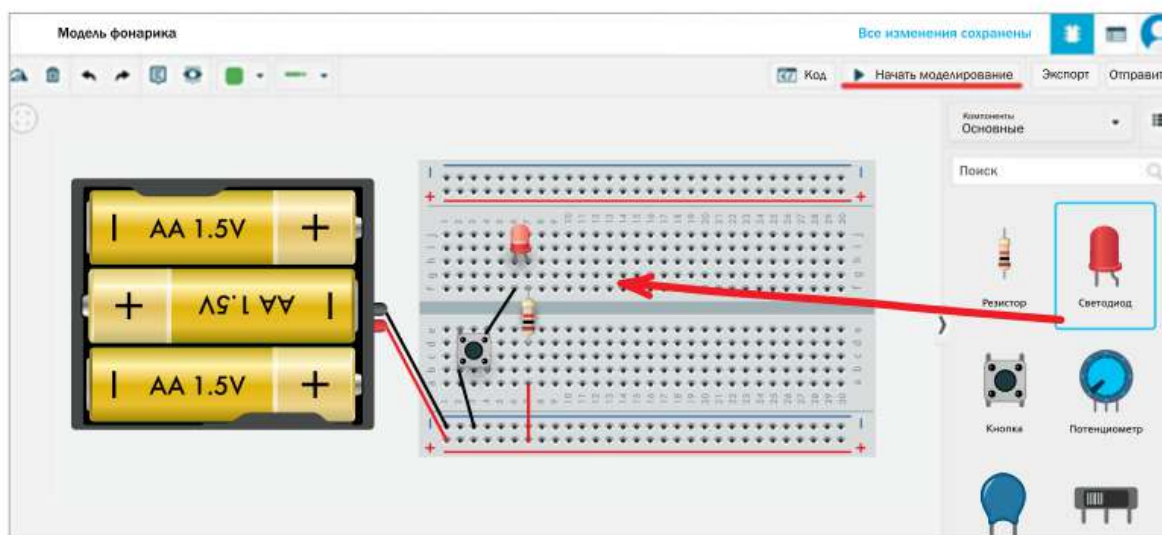 Модель фонарика
Все изменения сохранены
Код
Начать моделирование
Экспорт
Отправит
Компоненты
Основные
Поиск
AA 1.5V
AA 1.5V
AA 1.5V
Резистор
Светодиод
Кнопка
Потенциометр